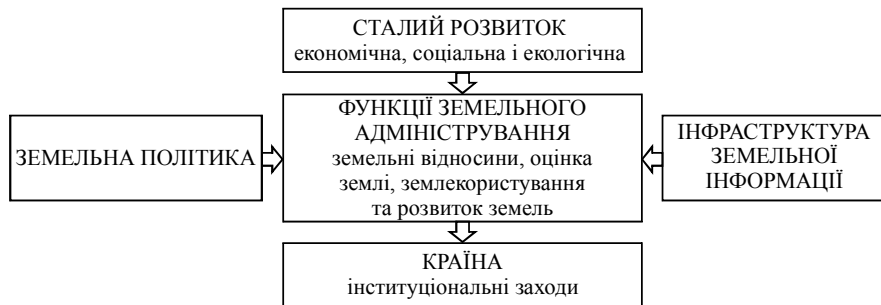 СТАЛИЙ РОЗВИТОК
економічна, соціальна і екологічна
ФУНКЦІЇ ЗЕМЕЛЬНОГО
АДМІНІСТРУВАННЯ
земельні відносини, оцінка
землі, землекористування
та розвиток земель
ЗЕМЕЛЬНА ПОЛІТИКА
ІНФРАСТРУКТУРА
ЗЕМЕЛЬНОЇ
ІНФОРМАЦІЇ
КРАЇНА
інституціональні заходи